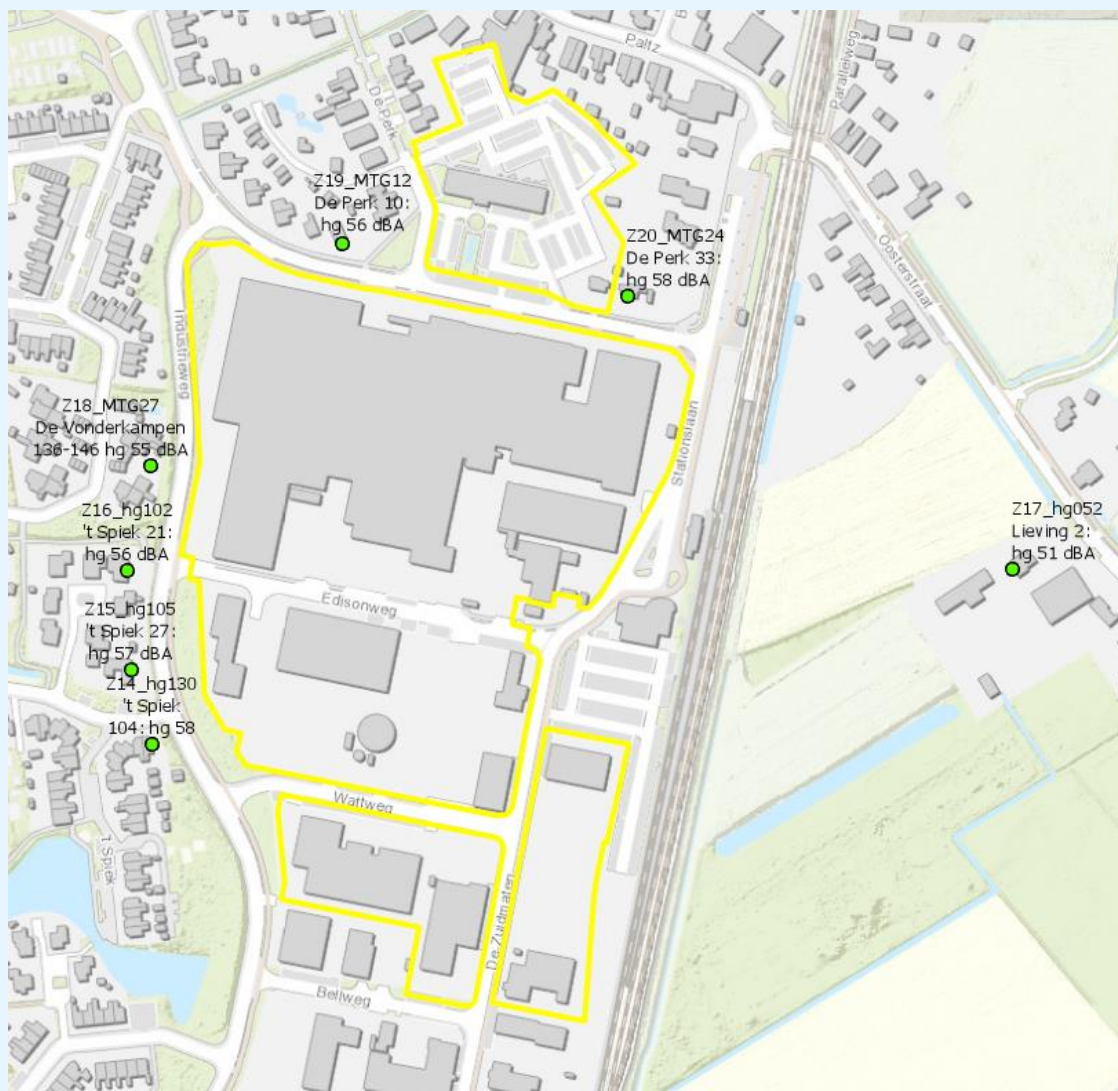 Paltz
Parallelweg
De Perk
Z19_MTG12
De Perk 10:
hg 56 dBA
Z20_MTG24
De Perk 33:
hg 58 dBA
Oosterstraat
Industrieweg
Stationslaan
Z18_MTG27
De Vonderkampen
136-146 hg 55 dBA
Z16_hg102
't Spiek 21:
hg 56 dBA
Z17_hg052
Lieving 2:
hg 51 dBA
Edisonweg
Z15_hg105
't Spiek 27:
hg 57 dBA
Z14_hg130
't Spiek
104: hg 58
Wattweg
't Spiek
De Zuidmaten
Bellweg